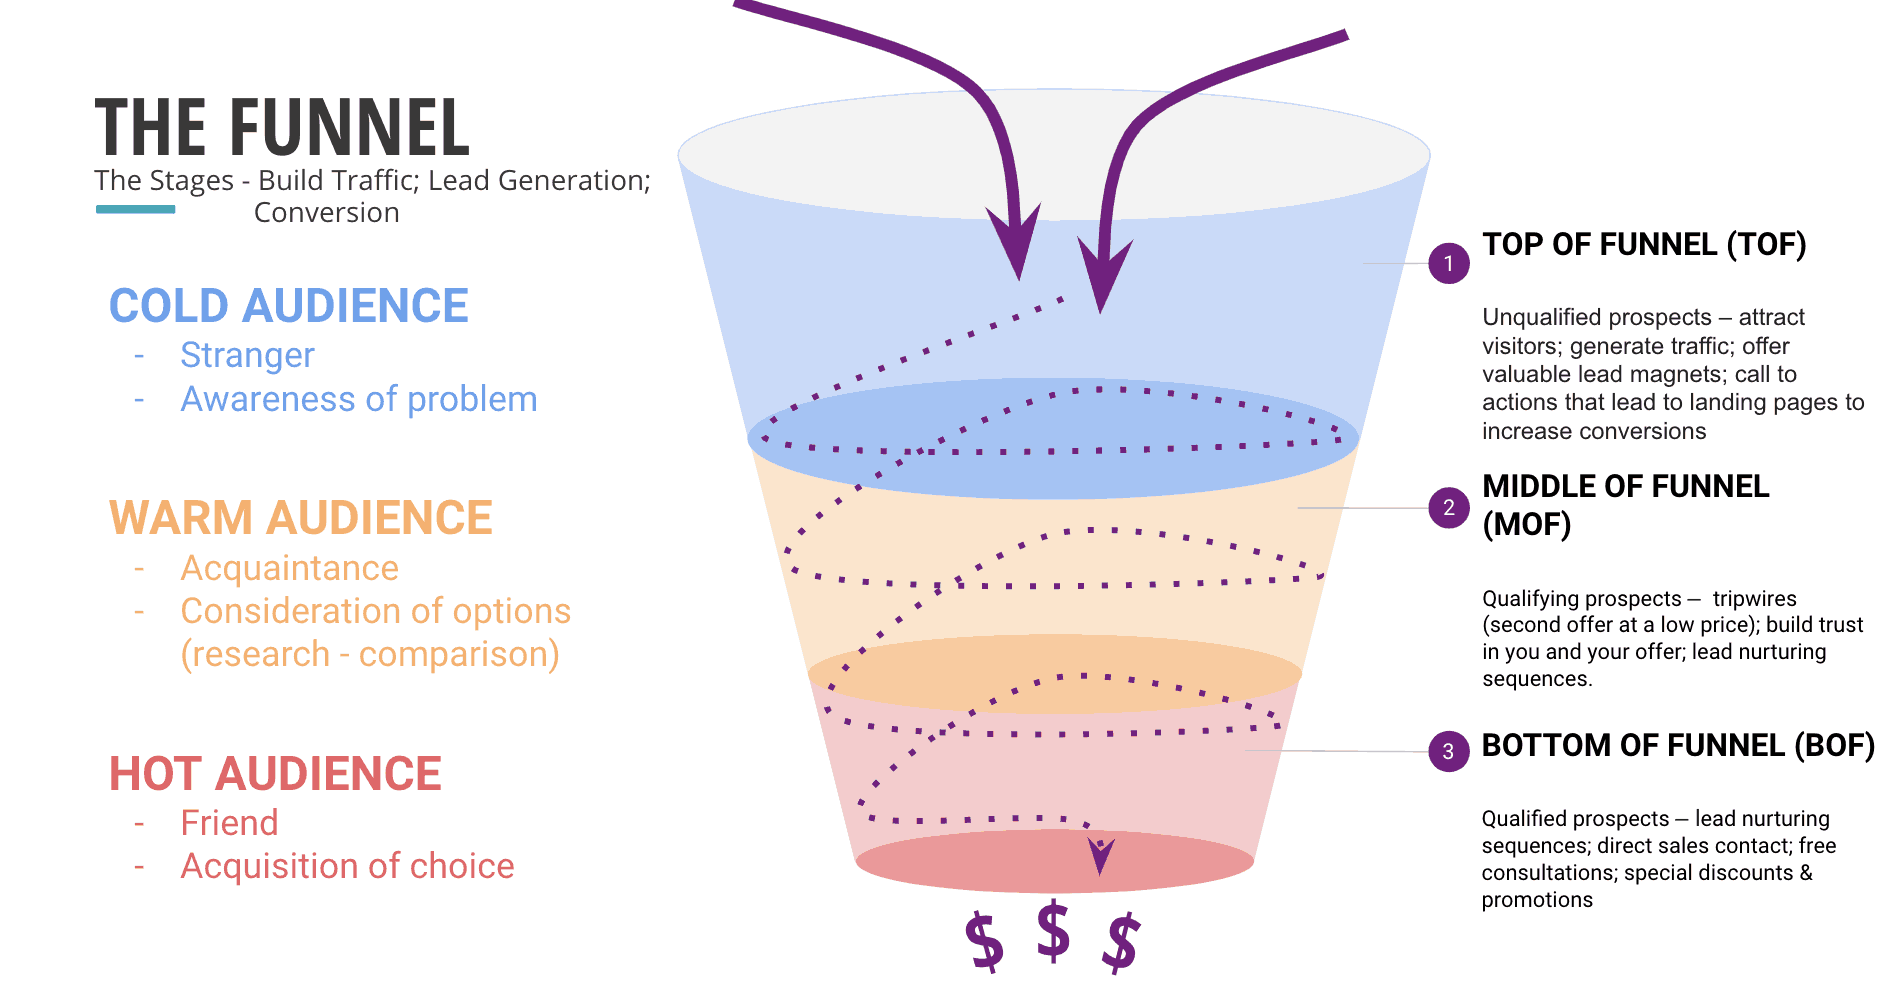 THE FUNNEL
The Stages - Build Traffic; Lead Generation;
Conversion
COLD AUDIENCE
- Stranger
- Awareness of problem
WARM AUDIENCE
- Acquaintance
- Consideration of options
(research - comparison)
HOT AUDIENCE
- Friend
- Acquisition of choice
$ $ $
1 TOP OF FUNNEL (TOF)
Unqualified prospects – attract
visitors; generate traffic; offer
valuable lead magnets; call to
actions that lead to landing pages to
increase conversions
2 MIDDLE OF FUNNEL
(MOF)
Qualifying prospects – tripwires
(second offer at a low price); build trust
in you and your offer; lead nurturing
sequences.
3 BOTTOM OF FUNNEL (BOF)
Qualified prospects – lead nurturing
sequences; direct sales contact; free
consultations; special discounts &
promotions